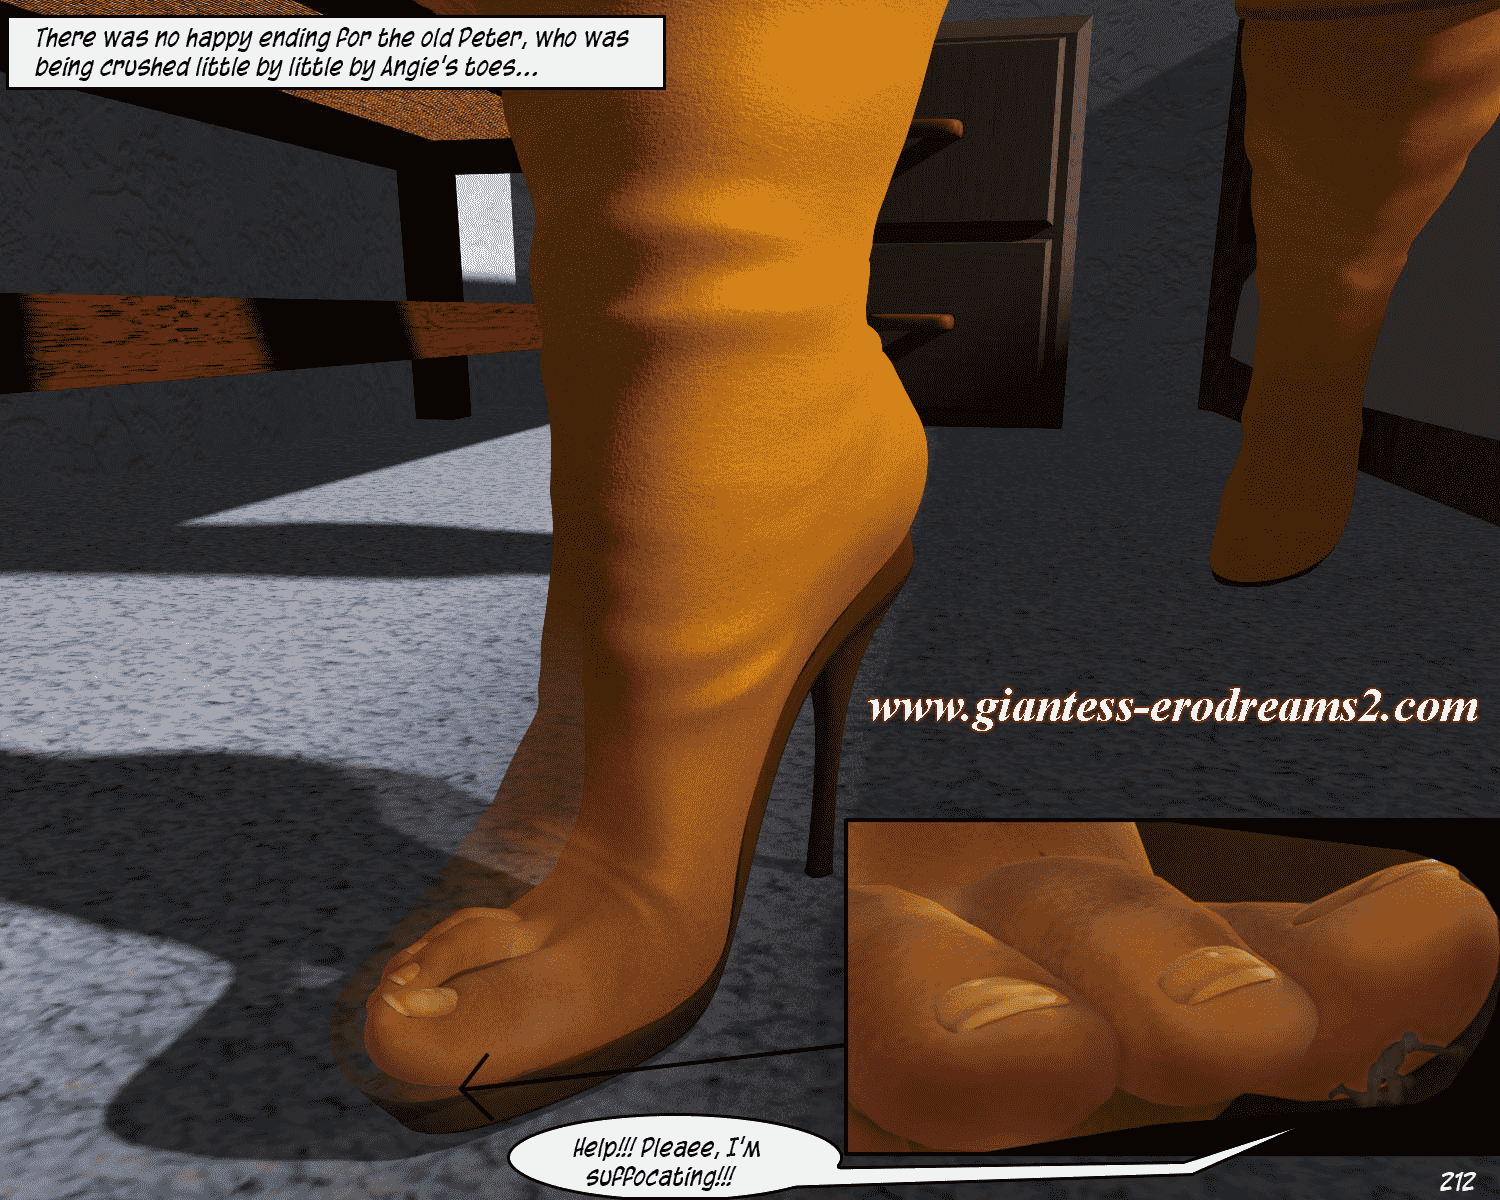 There was no happy ending for the old Peter, who was
being crushed little by little by Angie's toes...
www.giantess-erodreams2.com
Help!!! Pleaee, I'm
suffocating!!!
212